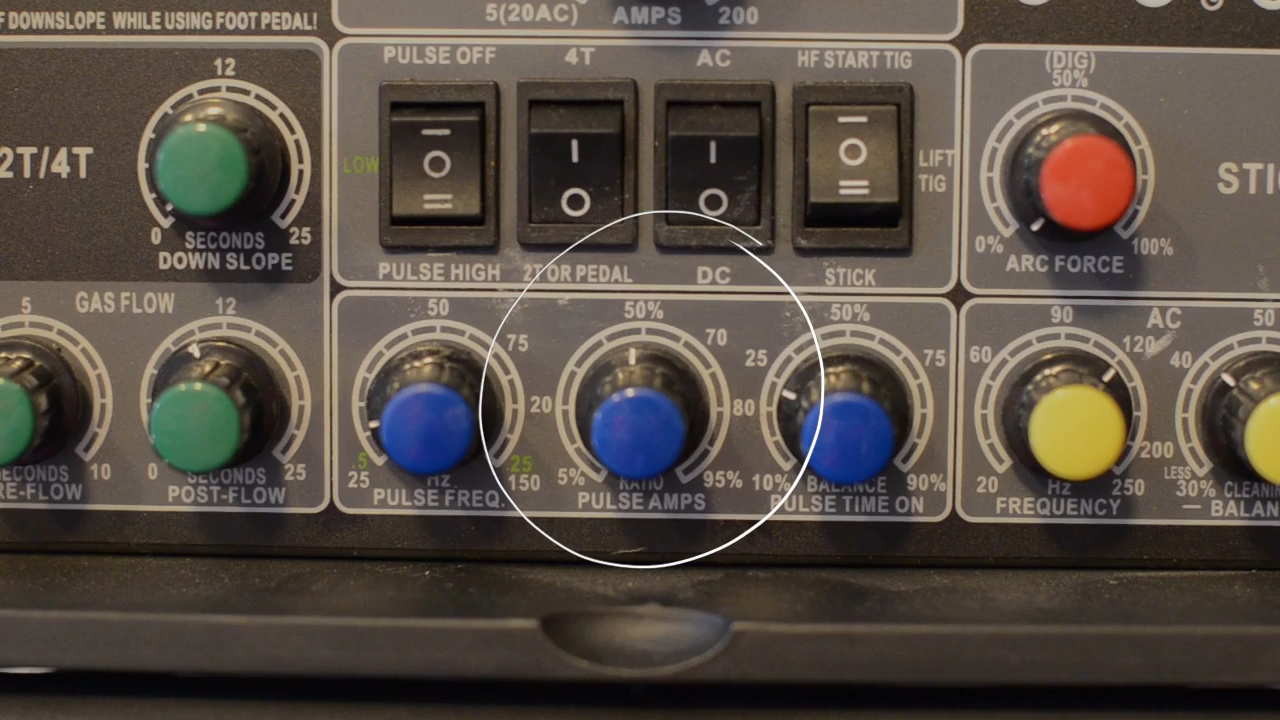 F DOWNSLOPE WHILE USING FOOT PEDAL!
5(20AC) AMPS 200
PULSE OFF 4T AC HF START TIG
LOW LIFT TIG
PULSE HIGH 2T OR PEDAL DC STICK
2T/4T
12
0 SECONDS 25
DOWN SLOPE
(DIG)
50%
0% 100%
ARC FORCE
STIC
GAS FLOW
5 12
0 SECONDS 25
ECONDS 10
RE-FLOW POST-FLOW
50 75
.5 .25
25 Hz 150
PULSE FREQ.
50%
20 70 80
5% RATIO 95%
PULSE AMPS
50%
25 75
10% BALANCE 90%
PULSE TIME ON
AC
90
60 120
200
20 Hz 250
FREQUENCY
50
40
LESS
30% CLEANIN
BALAN